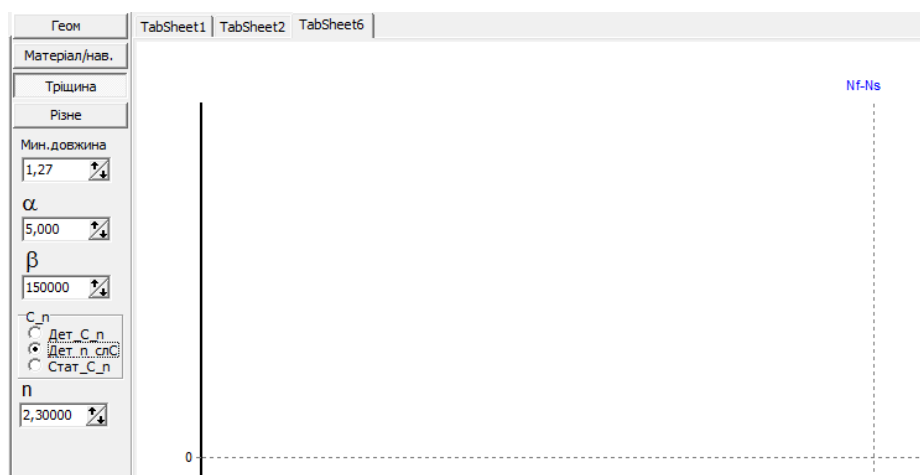 Геом
TabSheet1 TabSheet2 TabSheet6
Матеріал/нав.
Тріщина
Nf-Ns
Різне
Мин.довжина
1,27
α
5,000
β
150000
C_n
Дет_C_n
Дет_n_слC
Стат_C_n
n
2,30000
0